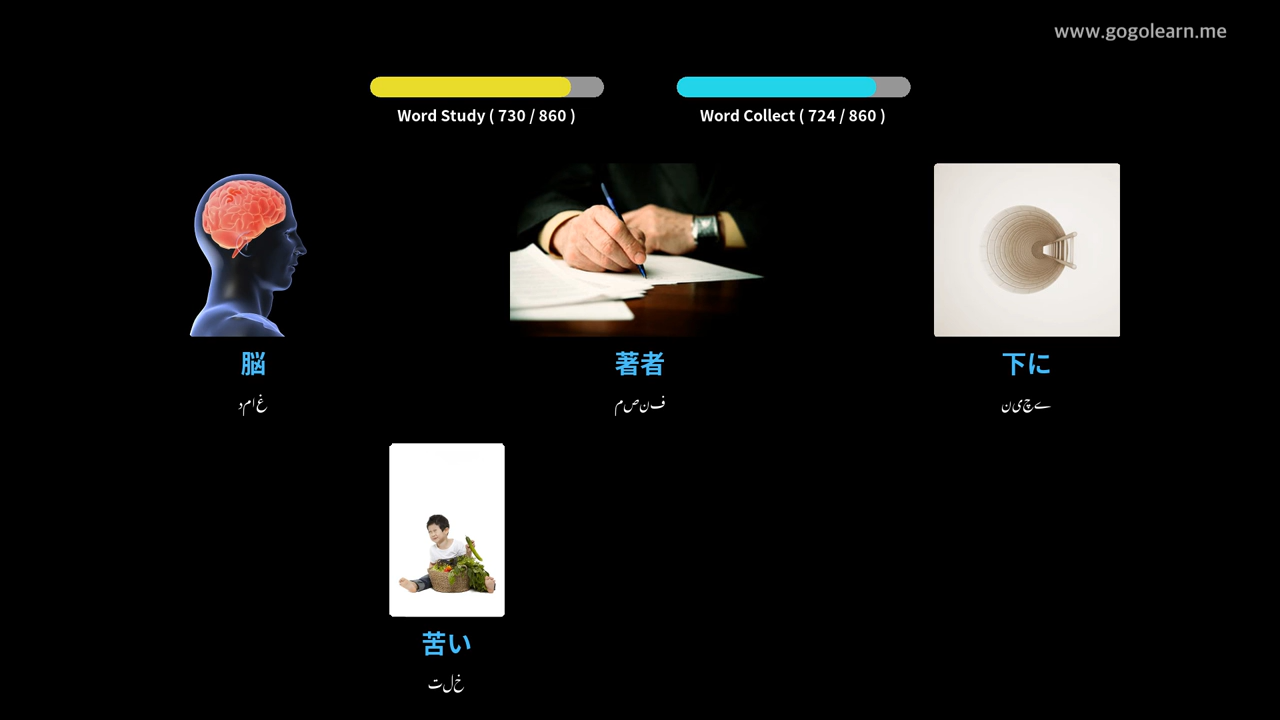 www.gogolearn.me
Word Study ( 730 / 860 )
Word Collect ( 724 / 860 )
脳
著者
下に
دماغ
مصنف
نیچے
苦い
تلخ